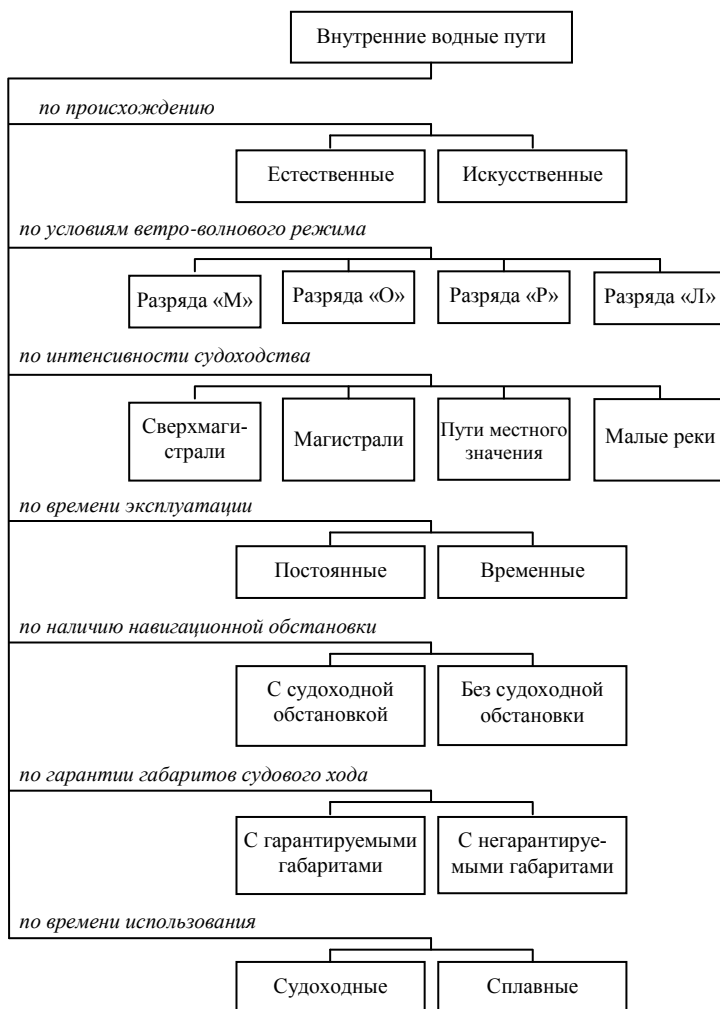 Внутренние водные пути
по происхождению
Естественные
Искусственные
по условиям ветро-волнового режима
Разряда «М»
Разряда «О»
Разряда «Р»
Разряда «Л»
по интенсивности судоходства
Сверхмаги-
страли
Магистрали
Пути местного
значения
Малые реки
по времени эксплуатации
Постоянные
Временные
по наличию навигационной обстановки
С судоходной
обстановкой
Без судоходной
обстановки
по гарантии габаритов судового хода
С гарантируемыми
габаритами
С негарантируе-
мыми габаритами
по времени использования
Судоходные
Сплавные